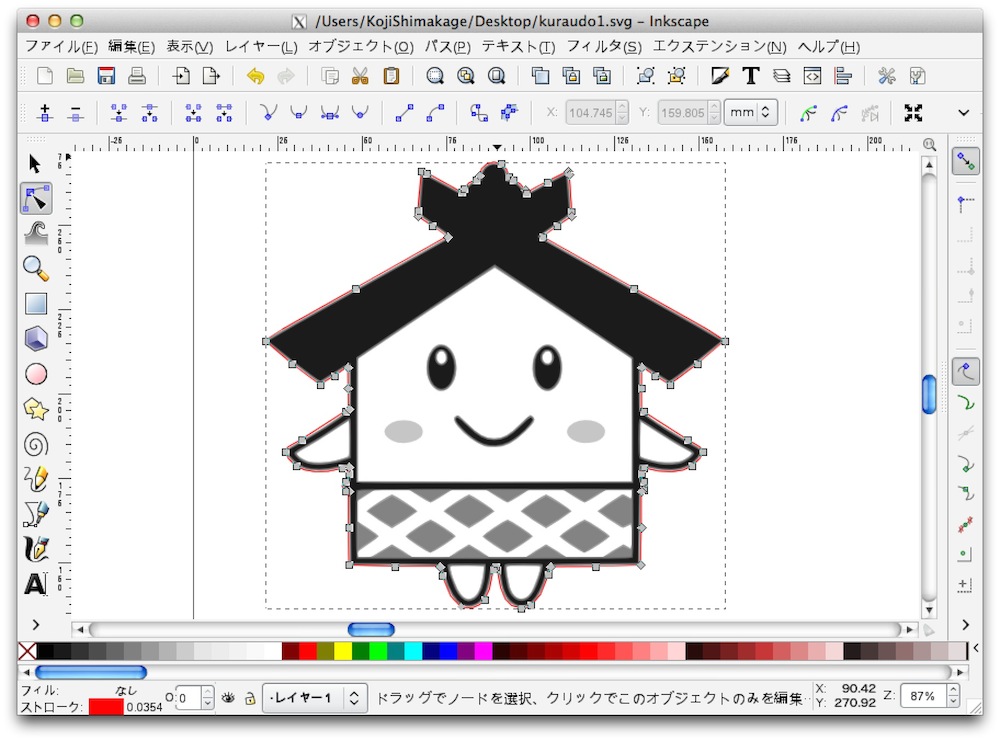 /Users/KojiShimakage/Desktop/kuraudo1.svg - Inkscape
ファイル(F) 編集(E) 表示(V) レイヤー(L) オブジェクト(O) パス(P) テキスト(T) フィルタ(S) エクステンション(N) ヘルプ(H)
X: 104.745 Y: 159.805 mm
-25 0 25 50 75 100 125 150 175 200
フィル: なし O: 0 ·レイヤー1 ドラッグでノードを選択、クリックでこのオブジェクトのみを編集… X: 90.42 Z: 87%
ストローク: 0.0354 Y: 270.92